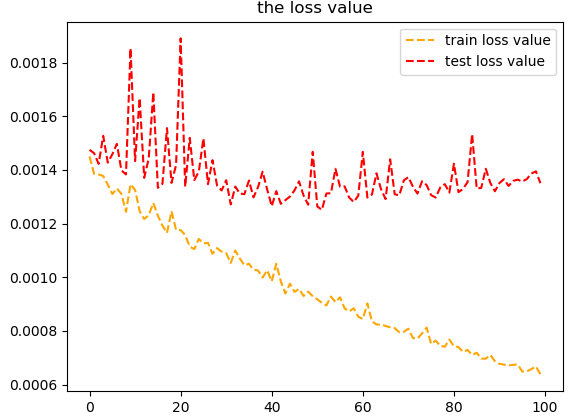 the loss value
train loss value
test loss value
0.0018
0.0016
0.0014
0.0012
0.0010
0.0008
0.0006
0 20 40 60 80 100